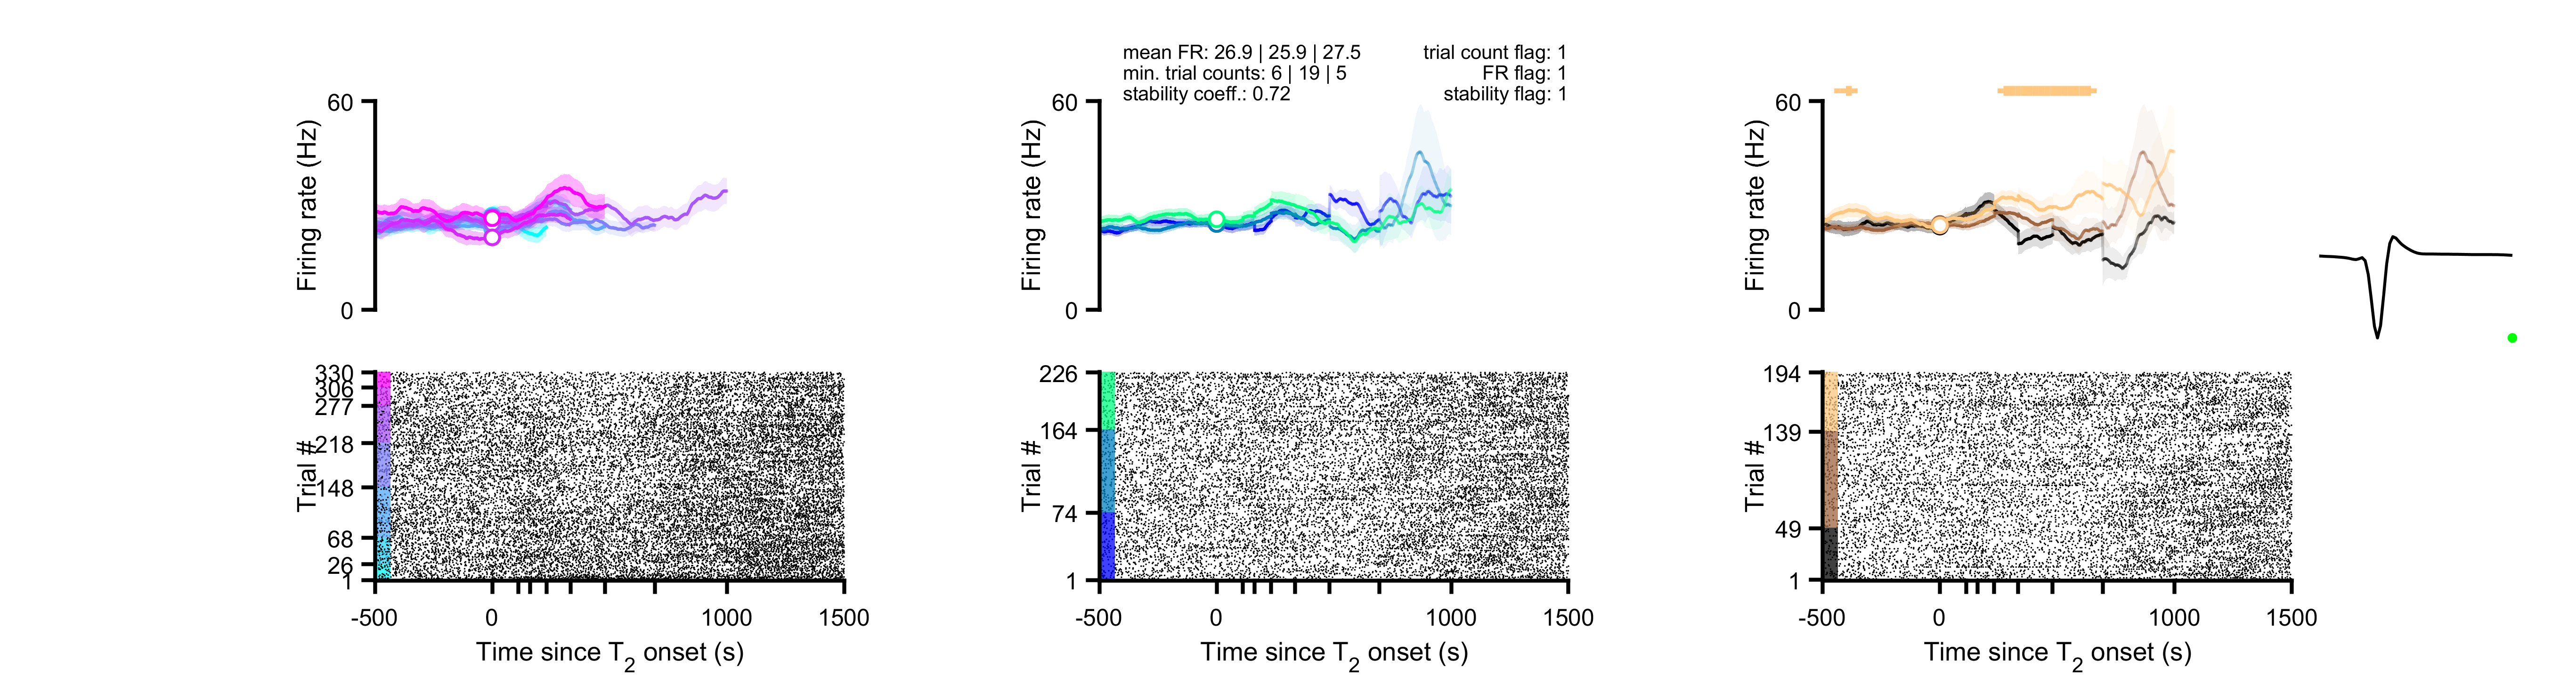 mean FR: 26.9 | 25.9 | 27.5
min. trial counts: 6 | 19 | 5
stability coeff.: 0.72
trial count flag: 1
FR flag: 1
stability flag: 1
60
0
Firing rate (Hz)
60
0
Firing rate (Hz)
60
0
Firing rate (Hz)
330
306
277
218
148
68
26
1
Trial #
-500
0
1000
1500
Time since T2 onset (s)
226
164
74
1
Trial #
-500
0
1000
1500
Time since T2 onset (s)
194
139
49
1
Trial #
-500
0
1000
1500
Time since T2 onset (s)